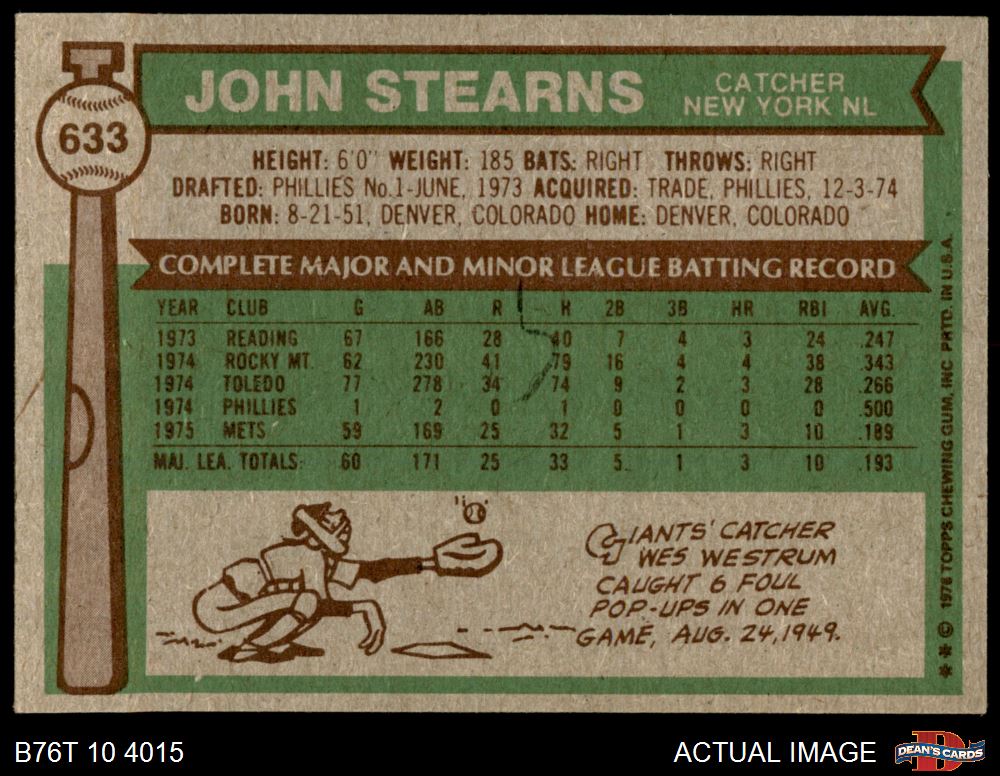 633
JOHN STEARNS
CATCHER
NEW YORK NL
HEIGHT: 6'0" WEIGHT: 185 BATS: RIGHT THROWS: RIGHT
DRAFTED: PHILLIES No.1-JUNE, 1973 ACQUIRED: TRADE, PHILLIES, 12-3-74
BORN: 8-21-51, DENVER, COLORADO HOME: DENVER, COLORADO
COMPLETE MAJOR AND MINOR LEAGUE BATTING RECORD
YEAR CLUB G AB R H 2B 3B HR RBI AVG.
1973 READING 67 166 28 40 7 4 3 24 .247
1974 ROCKY MT. 62 230 41 79 16 4 4 38 .343
1974 TOLEDO 77 278 34 74 9 2 3 28 .266
1974 PHILLIES 1 2 0 1 0 0 0 0 .500
1975 METS 59 169 25 32 5 1 3 10 .189
MAJ. LEA. TOTALS: 60 171 25 33 5 1 3 10 .193
GIANTS' CATCHER
WES WESTRUM
CAUGHT 6 FOUL
POP-UPS IN ONE
GAME, AUG. 24, 1949.
✱ ✱ © 1976 TOPPS CHEWING GUM, INC. PRTD. IN U.S.A.
B76T 10 4015
ACTUAL IMAGE
DEAN'S CARDS